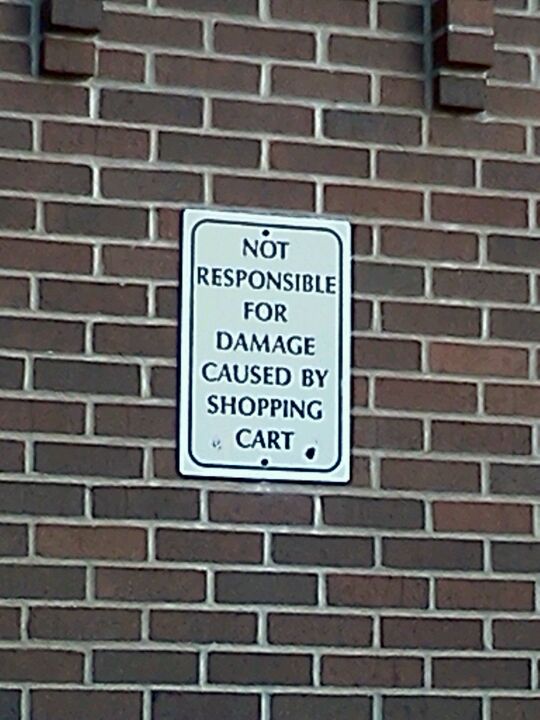 NOT
RESPONSIBLE
FOR
DAMAGE
CAUSED BY
SHOPPING
CART